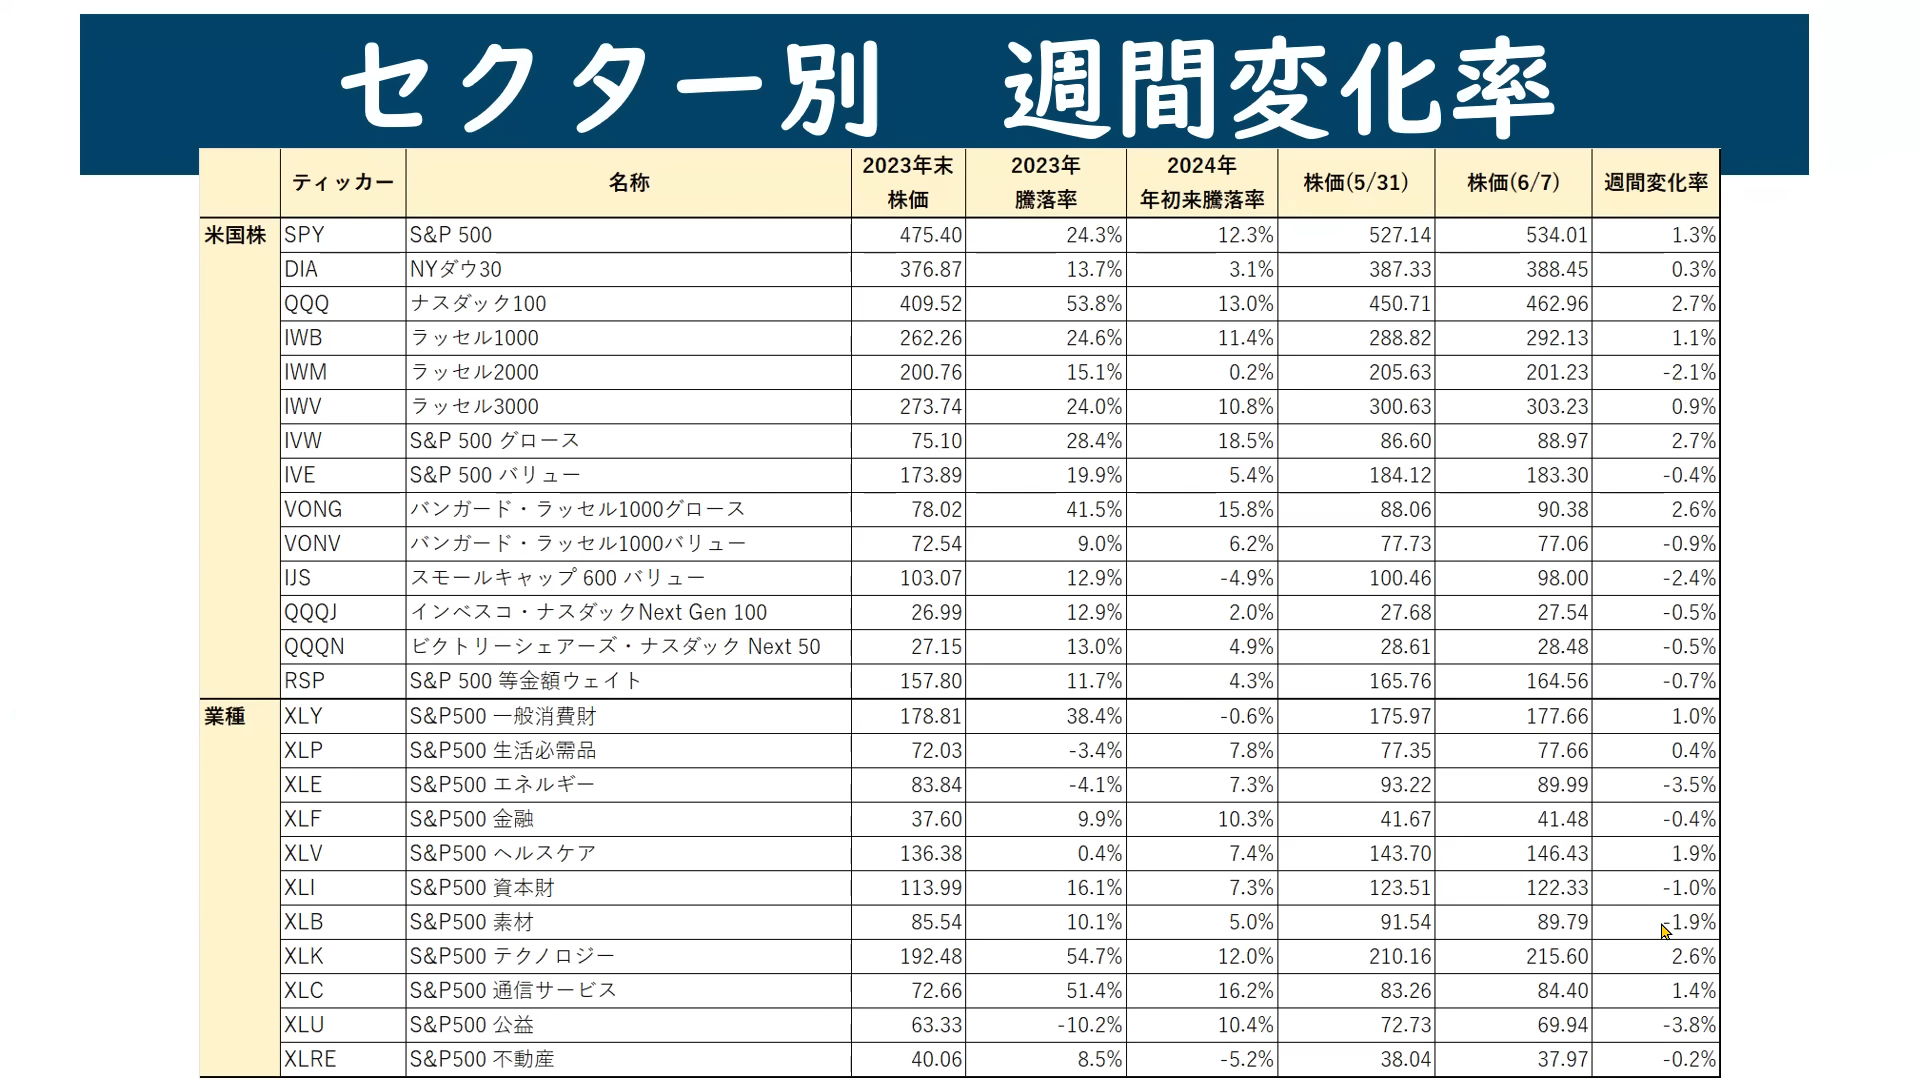 セクター別　週間変化率
ティッカー 名称 2023年末株価 2023年騰落率 2024年年初来騰落率 株価(5/31) 株価(6/7) 週間変化率
米国株 SPY S&P 500 475.40 24.3% 12.3% 527.14 534.01 1.3%
DIA NYダウ30 376.87 13.7% 3.1% 387.33 388.45 0.3%
QQQ ナスダック100 409.52 53.8% 13.0% 450.71 462.96 2.7%
IWB ラッセル1000 262.26 24.6% 11.4% 288.82 292.13 1.1%
IWM ラッセル2000 200.76 15.1% 0.2% 205.63 201.23 -2.1%
IWV ラッセル3000 273.74 24.0% 10.8% 300.63 303.23 0.9%
IVW S&P 500 グロース 75.10 28.4% 18.5% 86.60 88.97 2.7%
IVE S&P 500 バリュー 173.89 19.9% 5.4% 184.12 183.30 -0.4%
VONG バンガード・ラッセル1000グロース 78.02 41.5% 15.8% 88.06 90.38 2.6%
VONV バンガード・ラッセル1000バリュー 72.54 9.0% 6.2% 77.73 77.06 -0.9%
IJS スモールキャップ 600 バリュー 103.07 12.9% -4.9% 100.46 98.00 -2.4%
QQQJ インベスコ・ナスダックNext Gen 100 26.99 12.9% 2.0% 27.68 27.54 -0.5%
QQQN ビクトリーシェアーズ・ナスダック Next 50 27.15 13.0% 4.9% 28.61 28.48 -0.5%
RSP S&P 500 等金額ウェイト 157.80 11.7% 4.3% 165.76 164.56 -0.7%
業種 XLY S&P500 一般消費財 178.81 38.4% -0.6% 175.97 177.66 1.0%
XLP S&P500 生活必需品 72.03 -3.4% 7.8% 77.35 77.66 0.4%
XLE S&P500 エネルギー 83.84 -4.1% 7.3% 93.22 89.99 -3.5%
XLF S&P500 金融 37.60 9.9% 10.3% 41.67 41.48 -0.4%
XLV S&P500 ヘルスケア 136.38 0.4% 7.4% 143.70 146.43 1.9%
XLI S&P500 資本財 113.99 16.1% 7.3% 123.51 122.33 -1.0%
XLB S&P500 素材 85.54 10.1% 5.0% 91.54 89.79 -1.9%
XLK S&P500 テクノロジー 192.48 54.7% 12.0% 210.16 215.60 2.6%
XLC S&P500 通信サービス 72.66 51.4% 16.2% 83.26 84.40 1.4%
XLU S&P500 公益 63.33 -10.2% 10.4% 72.73 69.94 -3.8%
XLRE S&P500 不動産 40.06 8.5% -5.2% 38.04 37.97 -0.2%